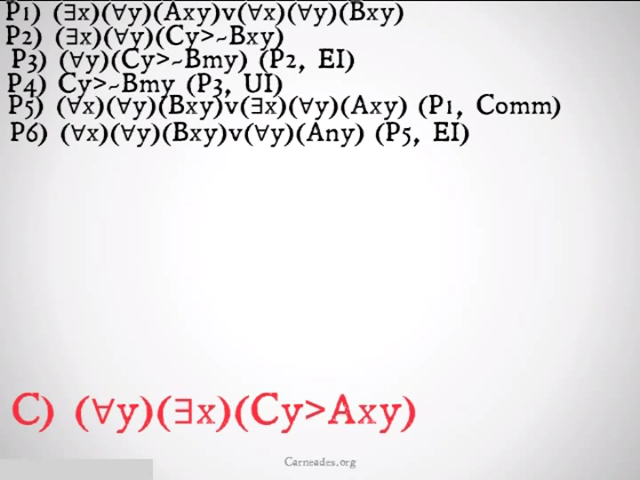 P1) (∃x)(∀y)(Axy)v(∀x)(∀y)(Bxy)
P2) (∃x)(∀y)(Cy>~Bxy)
P3) (∀y)(Cy>~Bmy) (P2, EI)
P4) Cy>~Bmy (P3, UI)
P5) (∀x)(∀y)(Bxy)v(∃x)(∀y)(Axy) (P1, Comm)
P6) (∀x)(∀y)(Bxy)v(∀y)(Any) (P5, EI)
C) (∀y)(∃x)(Cy>Axy)
Carneades.org